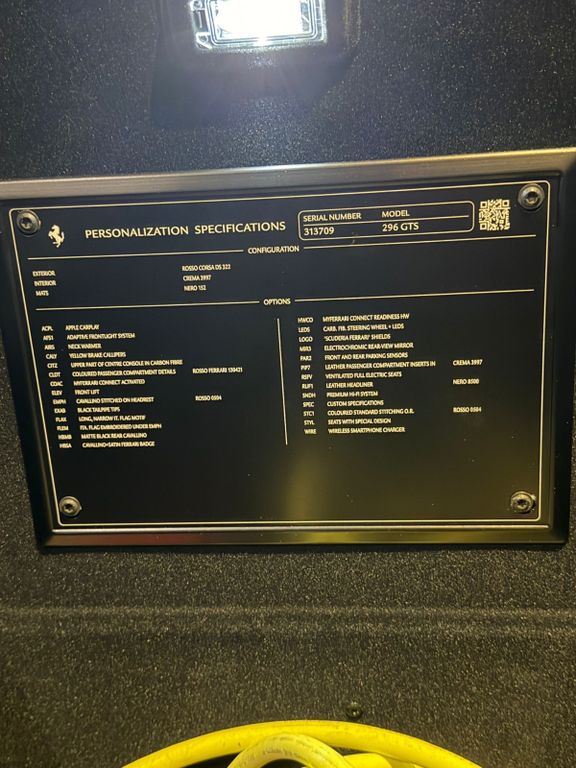 PERSONALIZATION SPECIFICATIONS
SERIAL NUMBER MODEL
313709 296 GTS
CONFIGURATION
EXTERIOR ROSSO CORSA DS 322
INTERIOR CREMA 3997
MATS NERO 152
OPTIONS
ACPL APPLE CARPLAY
AFS1 ADAPTIVE FRONTLIGHT SYSTEM
AIRS NECK WARMER
CALY YELLOW BRAKE CALLIPERS
CITZ UPPER PART OF CENTRE CONSOLE IN CARBON FIBRE
CLDT COLOURED PASSENGER COMPARTMENT DETAILS ROSSO FERRARI 130421
COAC MYFERRARI CONNECT ACTIVATED
ELEV FRONT LIFT
EMPH CAVALLINO STITCHED ON HEADREST ROSSO 0504
EXAB BLACK TAILPIPE TIPS
FLAX LONG, NARROW IT. FLAG MOTIF
FLEM ITA. FLAG EMBORDERED UNDER EMPH
HBMB MATTE BLACK REAR CAVALLINO
HBSA CAVALLINO+SATIN FERRARI BADGE
HWCO MYFERRARI CONNECT READINESS HW
LEDS CARB. FIB. STEERING WHEEL + LEDS
LOGO "SCUDERIA FERRARI" SHIELDS
MIR3 ELECTROCHROMIC REAR-VIEW MIRROR
PAR2 FRONT AND REAR PARKING SENSORS
PIP7 LEATHER PASSENGER COMPARTMENT INSERTS IN CREMA 3997
RSFV VENTILATED FULL ELECTRIC SEATS
RUF1 LEATHER HEADLINER NERO 8500
SNDH PREMIUM HI-FI SYSTEM
SPEC CUSTOM SPECIFICATIONS
STC1 COLOURED STANDARD STITCHING O.R. ROSSO 0504
STYL SEATS WITH SPECIAL DESIGN
WIRE WIRELESS SMARTPHONE CHARGER